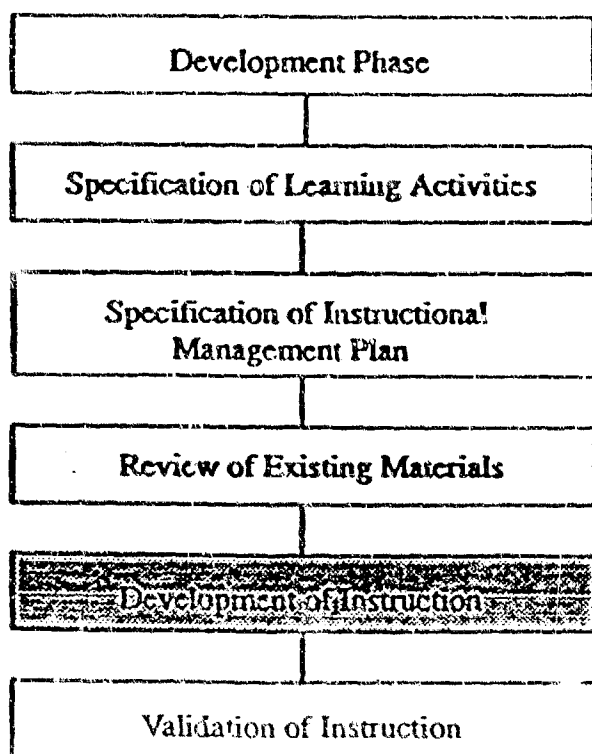 Development Phase
Specification of Learning Activities
Specification of Instructional
Management Plan
Review of Existing Materials
Development of Instruction
Validation of Instruction